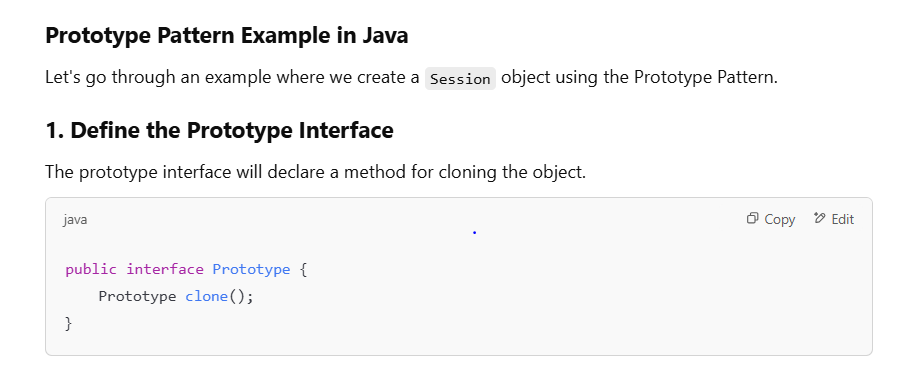 Prototype Pattern Example in Java
Let's go through an example where we create a Session object using the Prototype Pattern.
1. Define the Prototype Interface
The prototype interface will declare a method for cloning the object.
java Copy Edit
public interface Prototype {
    Prototype clone();
}